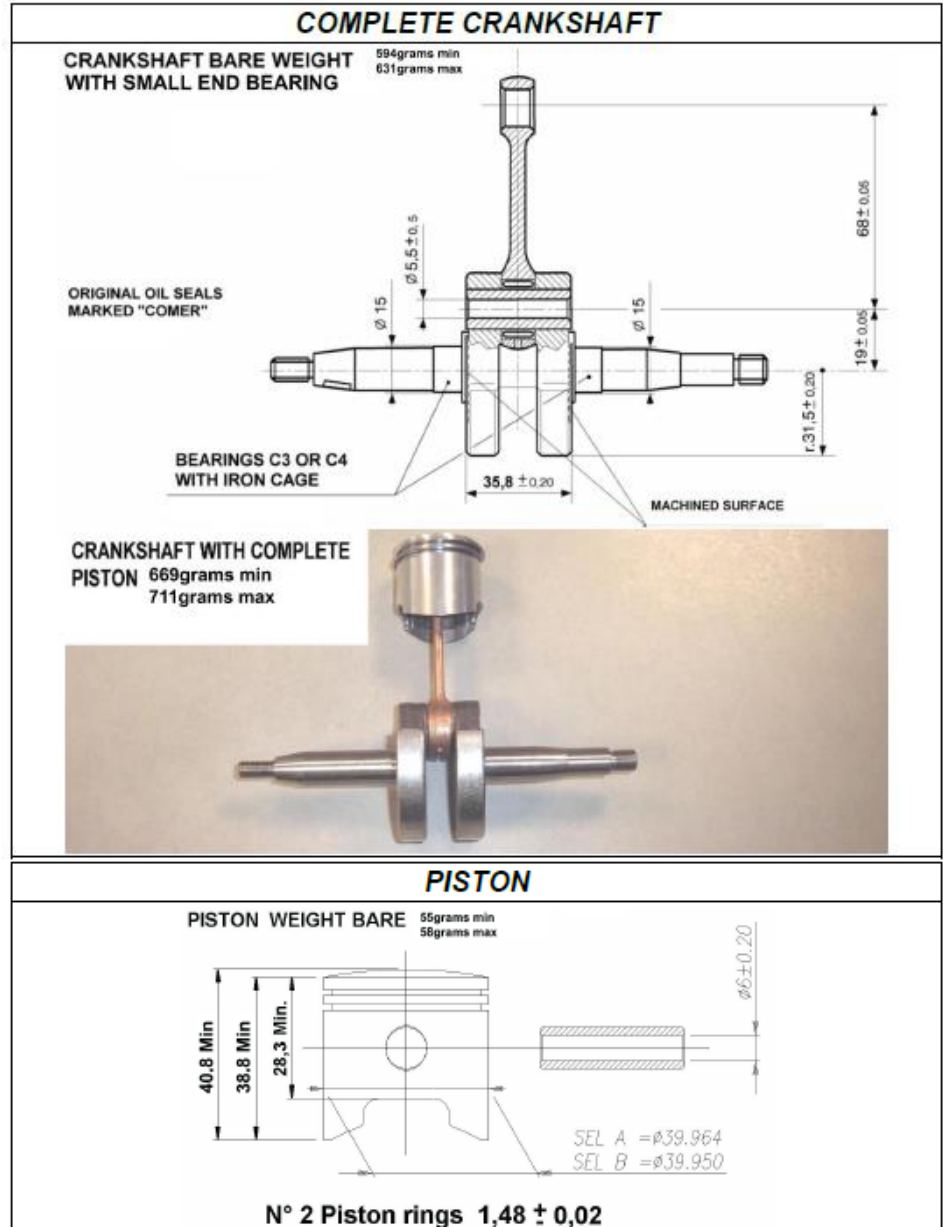 COMPLETE CRANKSHAFT
CRANKSHAFT BARE WEIGHT
WITH SMALL END BEARING
594grams min
631grams max
68± 0,05
Ø 5,5 ± 0, 5
ORIGINAL OIL SEALS
MARKED "COMER"
Ø 15
Ø 15
19± 0,05
r.31,5 ± 0,20
BEARINGS C3 OR C4
WITH IRON CAGE
35,8 ± 0,20
MACHINED SURFACE
CRANKSHAFT WITH COMPLETE
PISTON 669grams min
711grams max
PISTON
PISTON WEIGHT BARE 55grams min
58grams max
40.8 Min
38.8 Min
28,3 Min.
ø6±0.20
SEL A =ø39.964
SEL B =ø39.950
N° 2 Piston rings 1,48 ± 0,02